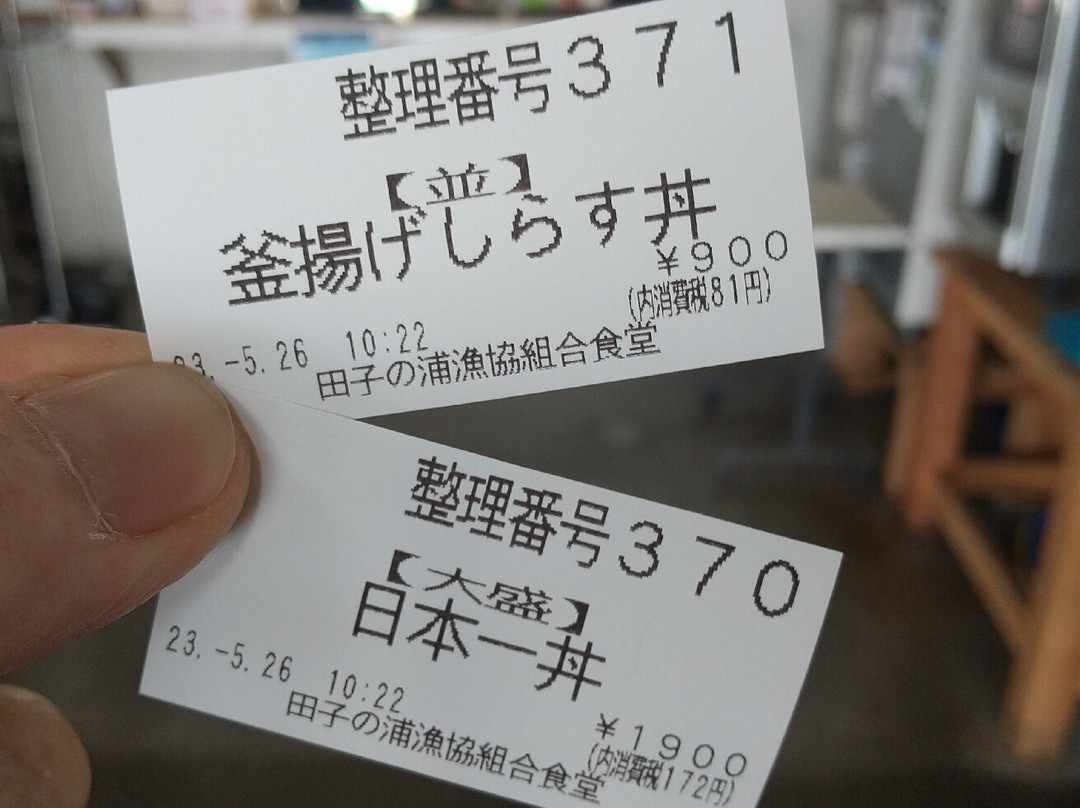 整理番号371
【並】
釜揚げしらす丼
¥900
(内消費税81円)
23.-5.26 10:22
田子の浦漁協組合食堂
整理番号370
【大盛】
日本一丼
23.-5.26 10:22
¥1900
田子の浦漁協組合食堂
(内消費税172円)